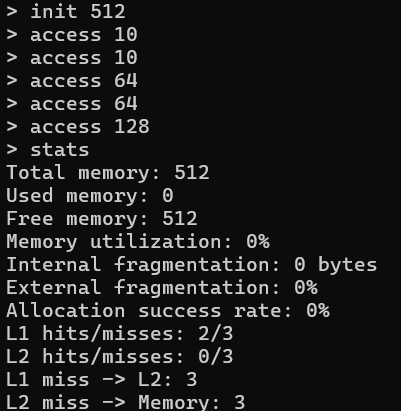 > init 512
> access 10
> access 10
> access 64
> access 64
> access 128
> stats
Total memory: 512
Used memory: 0
Free memory: 512
Memory utilization: 0%
Internal fragmentation: 0 bytes
External fragmentation: 0%
Allocation success rate: 0%
L1 hits/misses: 2/3
L2 hits/misses: 0/3
L1 miss -> L2: 3
L2 miss -> Memory: 3